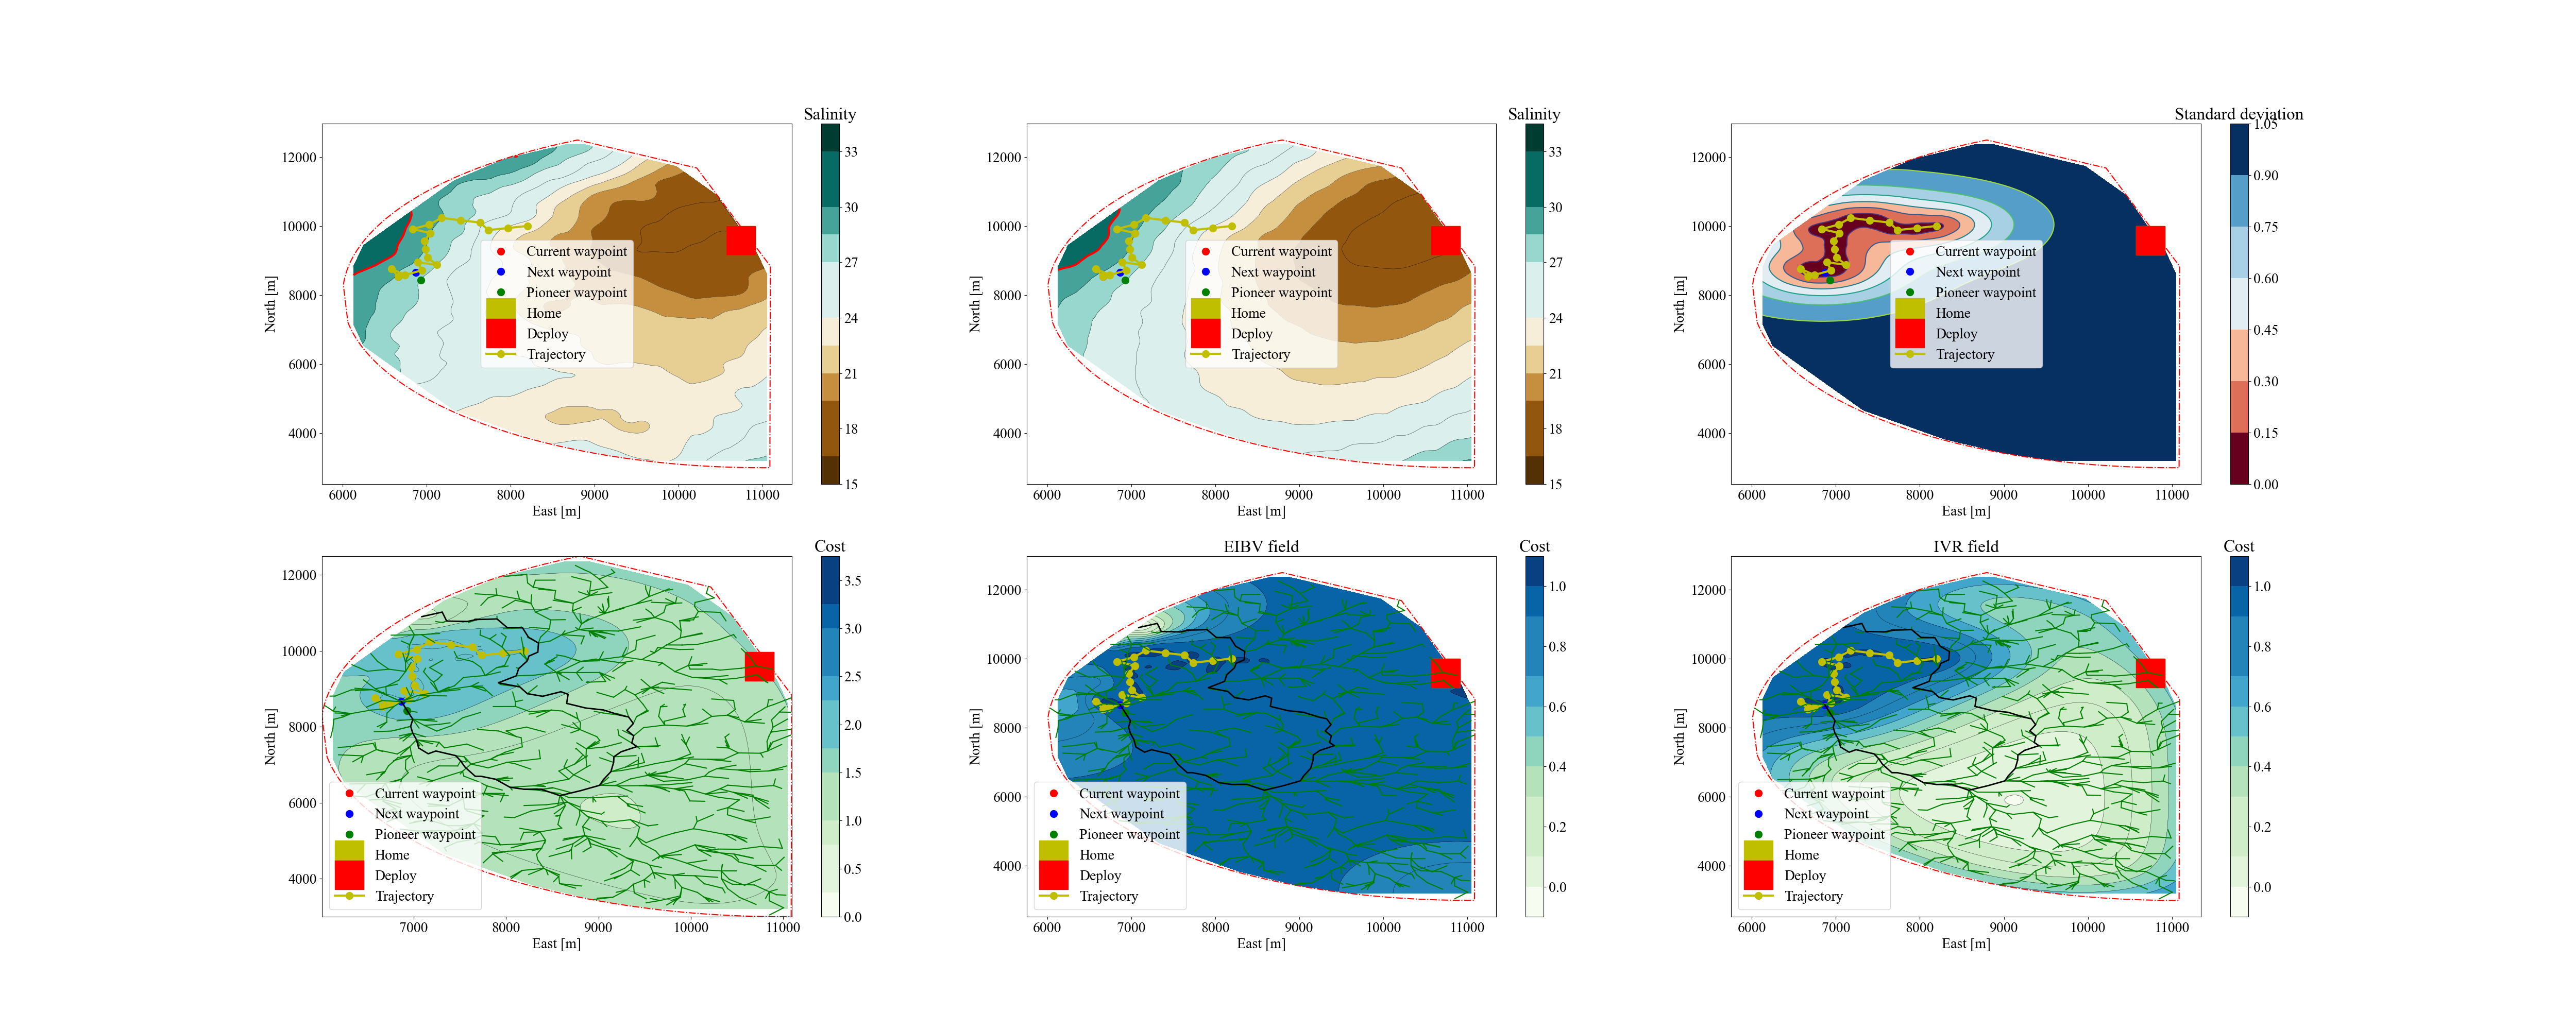 Salinity
North [m]
12000
10000
8000
6000
4000
6000 7000 8000 9000 10000 11000
East [m]
33
30
27
24
21
18
15
Current waypoint
Next waypoint
Pioneer waypoint
Home
Deploy
Trajectory
Salinity
North [m]
12000
10000
8000
6000
4000
6000 7000 8000 9000 10000 11000
East [m]
33
30
27
24
21
18
15
Current waypoint
Next waypoint
Pioneer waypoint
Home
Deploy
Trajectory
Standard deviation
North [m]
12000
10000
8000
6000
4000
6000 7000 8000 9000 10000 11000
East [m]
1.05
0.90
0.75
0.60
0.45
0.30
0.15
0.00
Current waypoint
Next waypoint
Pioneer waypoint
Home
Deploy
Trajectory
Cost
North [m]
12000
10000
8000
6000
4000
7000 8000 9000 10000 11000
East [m]
3.5
3.0
2.5
2.0
1.5
1.0
0.5
0.0
Current waypoint
Next waypoint
Pioneer waypoint
Home
Deploy
Trajectory
EIBV field
Cost
North [m]
12000
10000
8000
6000
4000
6000 7000 8000 9000 10000 11000
East [m]
1.0
0.8
0.6
0.4
0.2
0.0
Current waypoint
Next waypoint
Pioneer waypoint
Home
Deploy
Trajectory
IVR field
Cost
North [m]
12000
10000
8000
6000
4000
6000 7000 8000 9000 10000 11000
East [m]
1.0
0.8
0.6
0.4
0.2
0.0
Current waypoint
Next waypoint
Pioneer waypoint
Home
Deploy
Trajectory